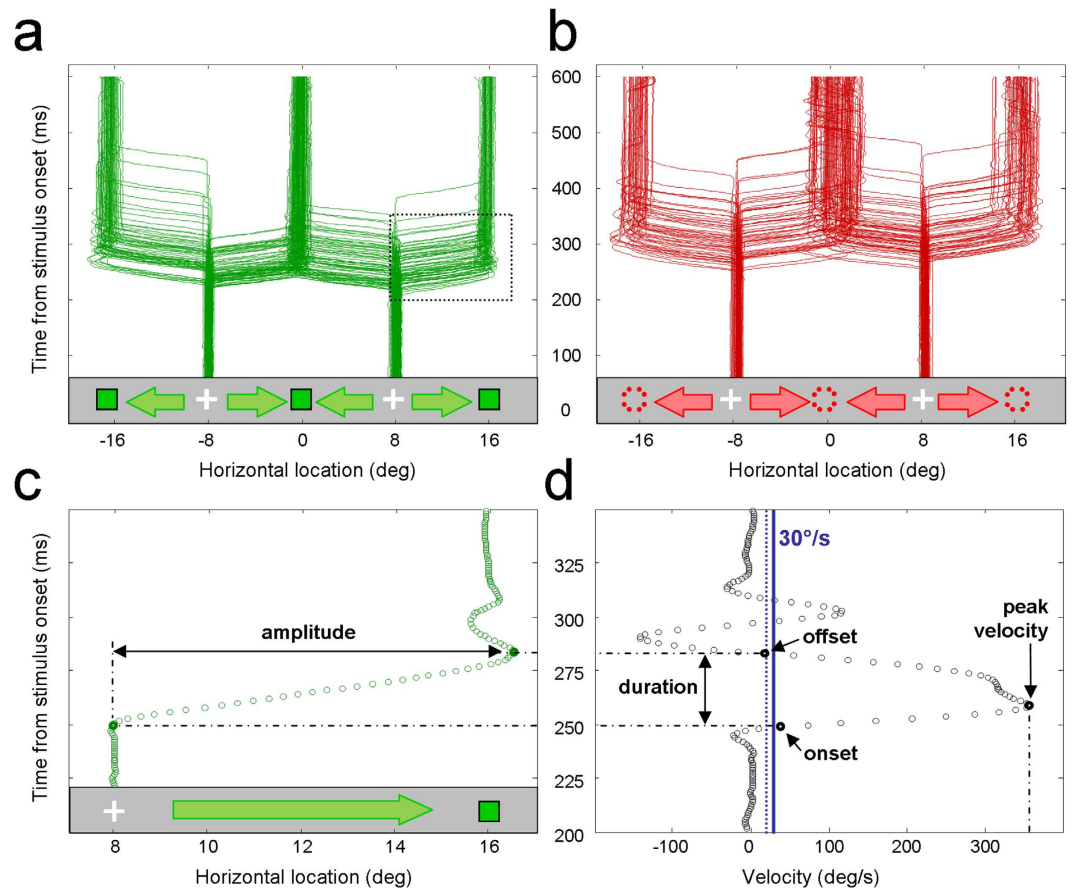 a
b
Time from stimulus onset (ms)
600
500
400
300
200
100
0
-16
-8
0
8
16
Horizontal location (deg)
-16
-8
0
8
16
Horizontal location (deg)
c
d
Time from stimulus onset (ms)
amplitude
8
10
12
14
16
Horizontal location (deg)
30°/s
325
300
275
250
225
200
offset
peak
velocity
duration
onset
-100
0
100
200
300
Velocity (deg/s)